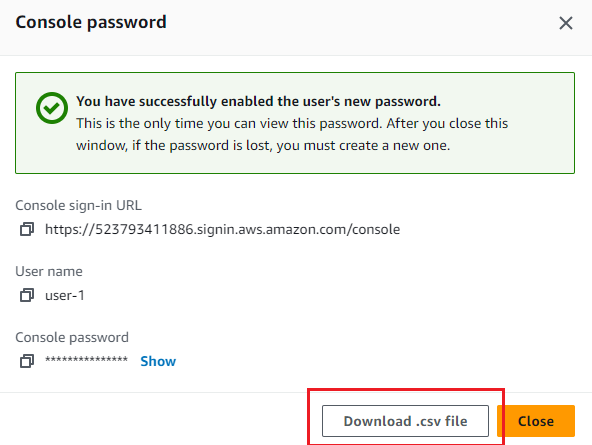 Console password
You have successfully enabled the user's new password.
This is the only time you can view this password. After you close this
window, if the password is lost, you must create a new one.
Console sign-in URL
https://523793411886.signin.aws.amazon.com/console
User name
user-1
Console password
*************** Show
Download .csv file Close